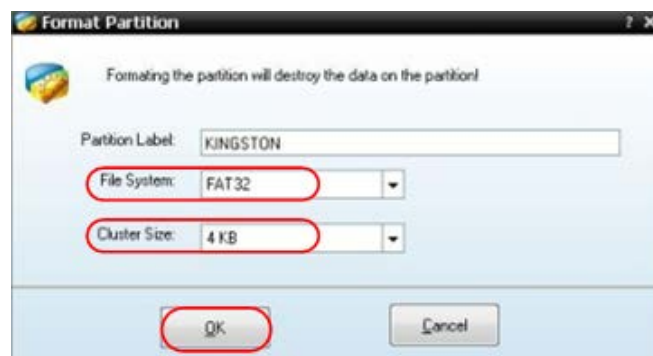 Format Partition ? X
Formating the partition will destroy the data on the partition!
Partition Label: KINGSTON
File System: FAT32
Cluster Size: 4 KB
OK Cancel